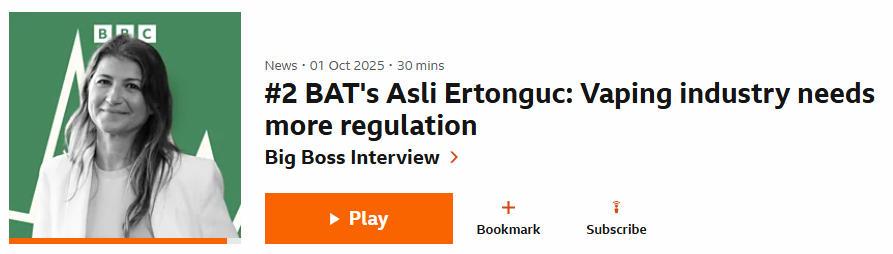 BBC
News · 01 Oct 2025 · 30 mins
#2 BAT's Asli Ertonguc: Vaping industry needs
more regulation
Big Boss Interview
Play
Bookmark
Subscribe